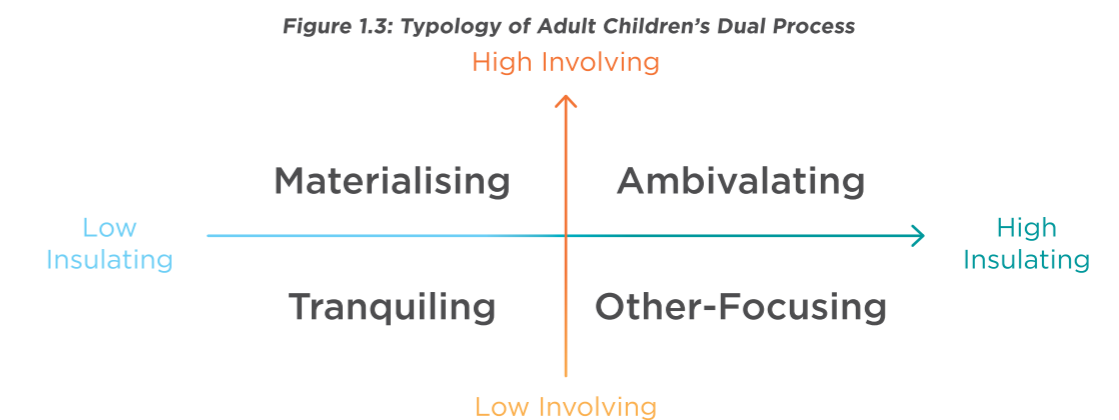 Figure 1.3: Typology of Adult Children’s Dual Process
High Involving
Materialising
Ambivalating
Low
Insulating
High
Insulating
Tranquiling
Other-Focusing
Low Involving